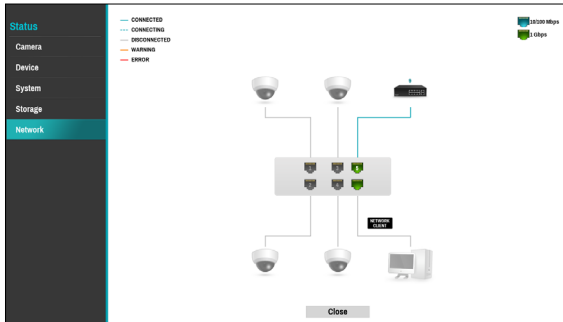 Status
Camera
Device
System
Storage
Network
CONNECTED
CONNECTING
DISCONNECTED
WARNING
ERROR
10/100 Mbps
1 Gbps
NETWORK
CLIENT
Close